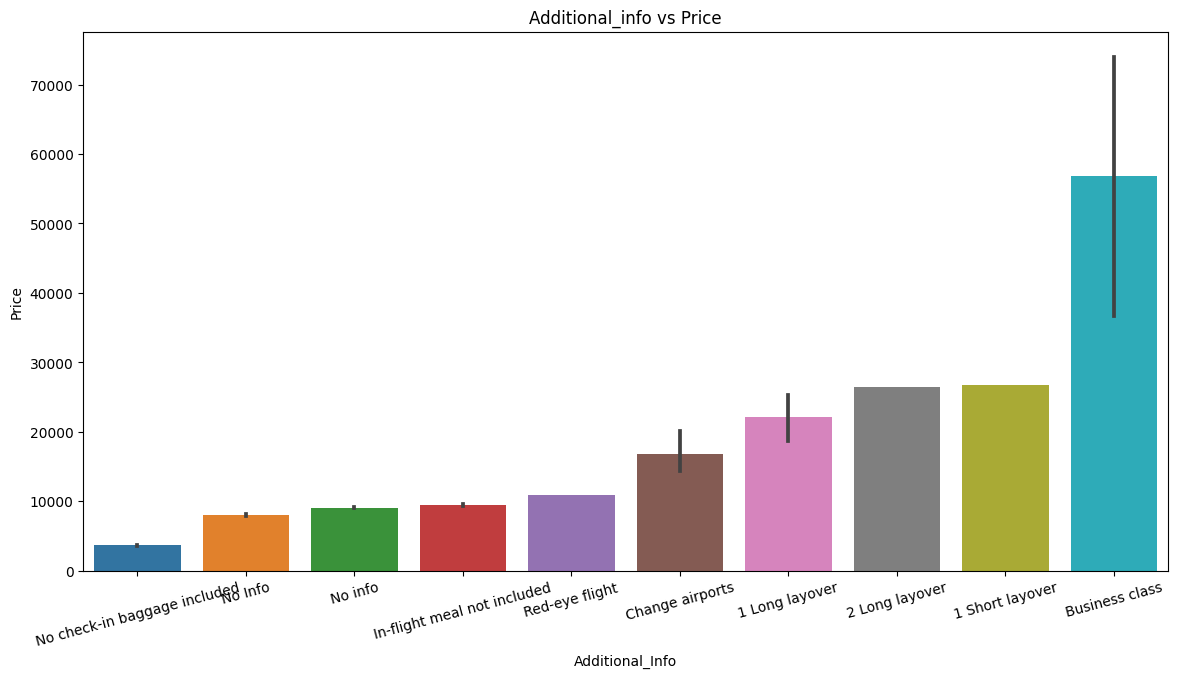 Additional_info vs Price
Price
70000
60000
50000
40000
30000
20000
10000
0
No check-in baggage included
No Info
No info
In-flight meal not included
Red-eye flight
Change airports
1 Long layover
2 Long layover
1 Short layover
Business class
Additional_Info